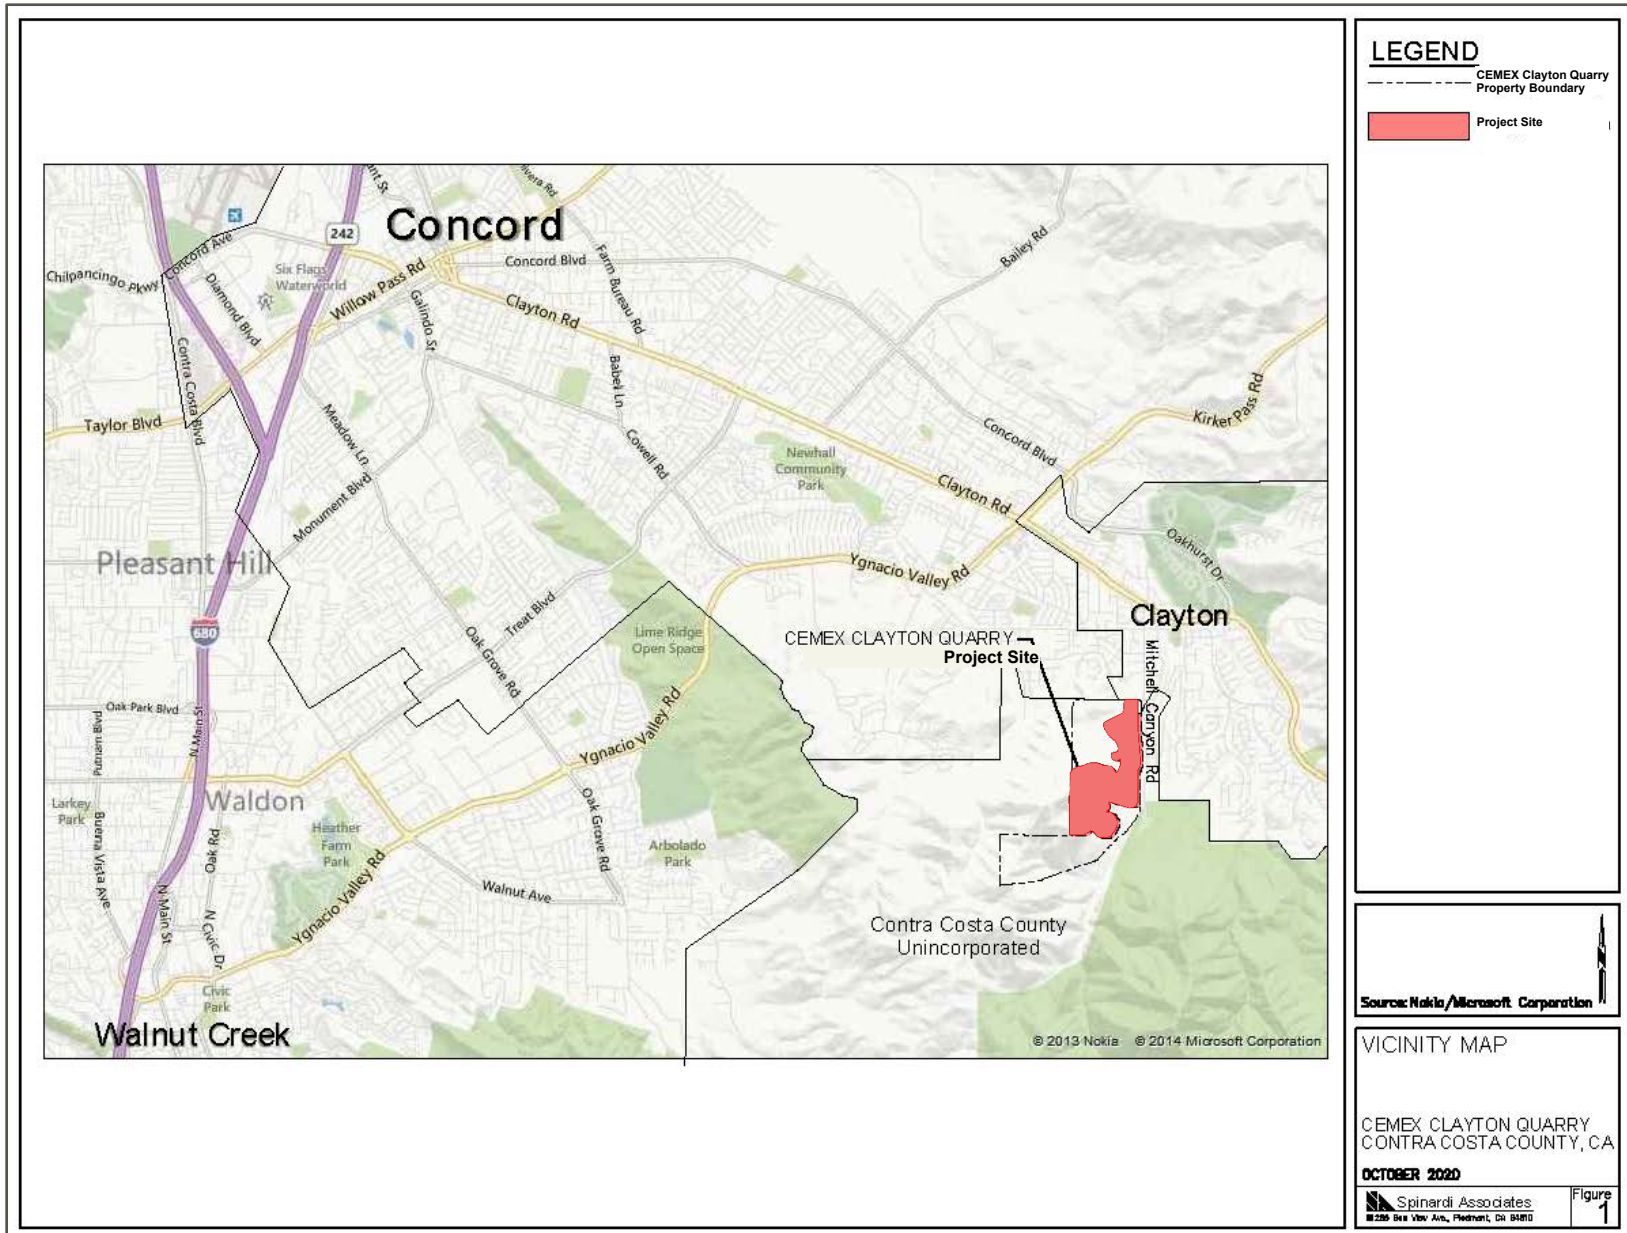 LEGEND
CEMEX Clayton Quarry
Property Boundary
Project Site
Concord
242
Concord Ave
Chilpancingo Pkwy
Diamond Blvd
Six Flags
Waterworld
Willow Pass Rd
Galindo St
Concord Blvd
Farm Bureau Rd
Clayton Rd
Babel Ln
Bailey Rd
Contra Costa Blvd
Taylor Blvd
Meadow Ln
Monument Blvd
Cowell Rd
Newhall
Community
Park
Concord Blvd
Kirker Pass Rd
Clayton Rd
Oakhurst Dr
Pleasant Hill
Ygnacio Valley Rd
Clayton
680
Treat Blvd
Oak Grove Rd
Lime Ridge
Open Space
CEMEX CLAYTON QUARRY
Project Site
Mitchell Canyon Rd
Oak Park Blvd
Putnam Blvd
N Main St
Ygnacio Valley Rd
Waldon
Larkey
Park
Buena Vista Ave
Oak Rd
Heather
Farm
Park
Oak Grove Rd
Arbolado
Park
Walnut Ave
Ygnacio Valley Rd
N Main St
N Civic Dr
Civic
Park
Walnut Creek
Contra Costa County
Unincorporated
© 2013 Nokia © 2014 Microsoft Corporation
N
Source: Nokia/Microsoft Corporation
VICINITY MAP
CEMEX CLAYTON QUARRY
CONTRA COSTA COUNTY, CA
OCTOBER 2020
Spinardi Associates
View Ave., Piedmont, CA 94610
Figure
1